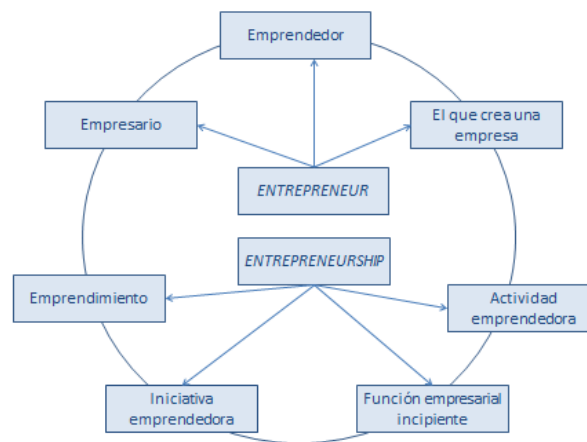 Emprendedor
Empresario
El que crea una
empresa
ENTREPRENEUR
ENTREPRENEURSHIP
Emprendimiento
Actividad
emprendedora
Iniciativa
emprendedora
Función empresarial
incipiente